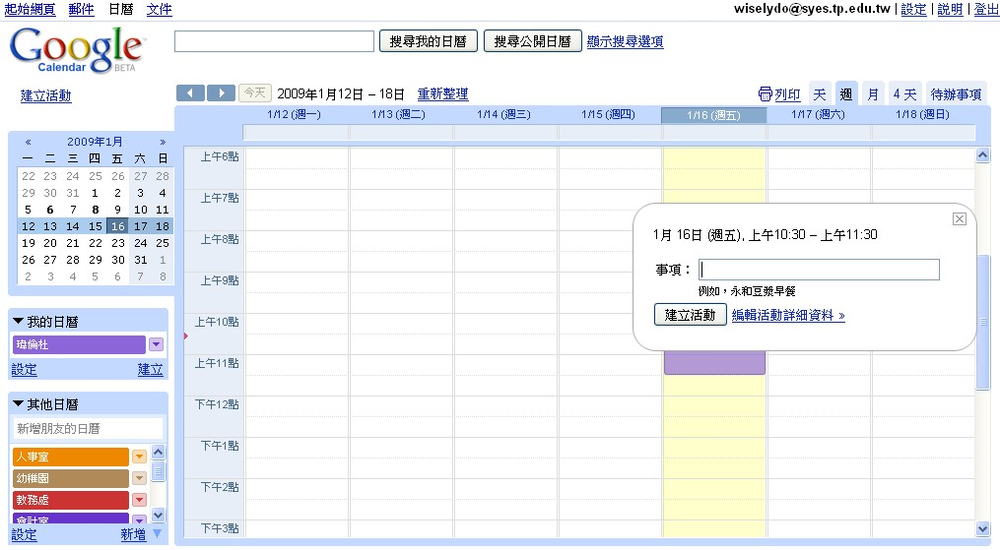 起始網頁 郵件 日曆 文件
wiselydo@syes.tp.edu.tw | 設定 | 說明 | 登出
Google
Calendar BETA
搜尋我的日曆 搜尋公開日曆 顯示搜尋選項
建立活動
今天 2009年1月12日 – 18日 重新整理
列印 天 週 月 4 天 待辦事項
« 2009年1月 »
一 二 三 四 五 六 日
22 23 24 25 26 27 28
29 30 31 1 2 3 4
5 6 7 8 9 10 11
12 13 14 15 16 17 18
19 20 21 22 23 24 25
26 27 28 29 30 31 1
2 3 4 5 6 7 8
我的日曆
瑋倫杜
設定 建立
其他日曆
新增朋友的日曆
人事室
幼稚園
教務處
會計室
設定 新增
1/12 (週一) 1/13 (週二) 1/14 (週三) 1/15 (週四) 1/16 (週五) 1/17 (週六) 1/18 (週日)
上午6點
上午7點
上午8點
上午9點
上午10點
上午11點
下午12點
下午1點
下午2點
下午3點
1月 16日 (週五), 上午10:30 – 上午11:30
事項：
例如，永和豆漿早餐
建立活動 編輯活動詳細資料 »